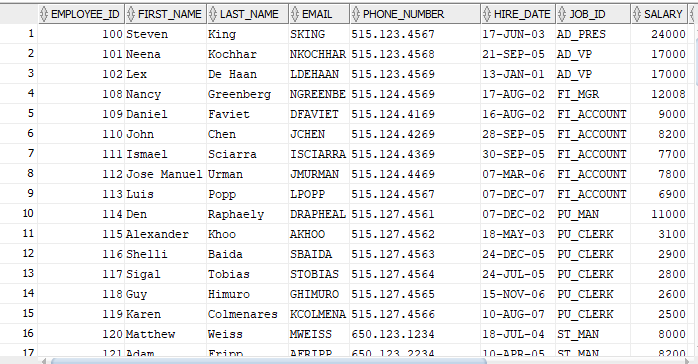 EMPLOYEE_ID FIRST_NAME LAST_NAME EMAIL PHONE_NUMBER HIRE_DATE JOB_ID SALARY
1 100 Steven King SKING 515.123.4567 17-JUN-03 AD_PRES 24000
2 101 Neena Kochhar NKOCHHAR 515.123.4568 21-SEP-05 AD_VP 17000
3 102 Lex De Haan LDEHAAN 515.123.4569 13-JAN-01 AD_VP 17000
4 108 Nancy Greenberg NGREENBE 515.124.4569 17-AUG-02 FI_MGR 12008
5 109 Daniel Faviet DFAVIET 515.124.4169 16-AUG-02 FI_ACCOUNT 9000
6 110 John Chen JCHEN 515.124.4269 28-SEP-05 FI_ACCOUNT 8200
7 111 Ismael Sciarra ISCIARRA 515.124.4369 30-SEP-05 FI_ACCOUNT 7700
8 112 Jose Manuel Urman JMURMAN 515.124.4469 07-MAR-06 FI_ACCOUNT 7800
9 113 Luis Popp LPOPP 515.124.4567 07-DEC-07 FI_ACCOUNT 6900
10 114 Den Raphaely DRAPHEAL 515.127.4561 07-DEC-02 PU_MAN 11000
11 115 Alexander Khoo AKHOO 515.127.4562 18-MAY-03 PU_CLERK 3100
12 116 Shelli Baida SBAIDA 515.127.4563 24-DEC-05 PU_CLERK 2900
13 117 Sigal Tobias STOBIAS 515.127.4564 24-JUL-05 PU_CLERK 2800
14 118 Guy Himuro GHIMURO 515.127.4565 15-NOV-06 PU_CLERK 2600
15 119 Karen Colmenares KCOLMENA 515.127.4566 10-AUG-07 PU_CLERK 2500
16 120 Matthew Weiss MWEISS 650.123.1234 18-JUL-04 ST_MAN 8000
17 121 Adam Fripp AFRIPP 650.123.2234 10-APR-05 ST_MAN 8200